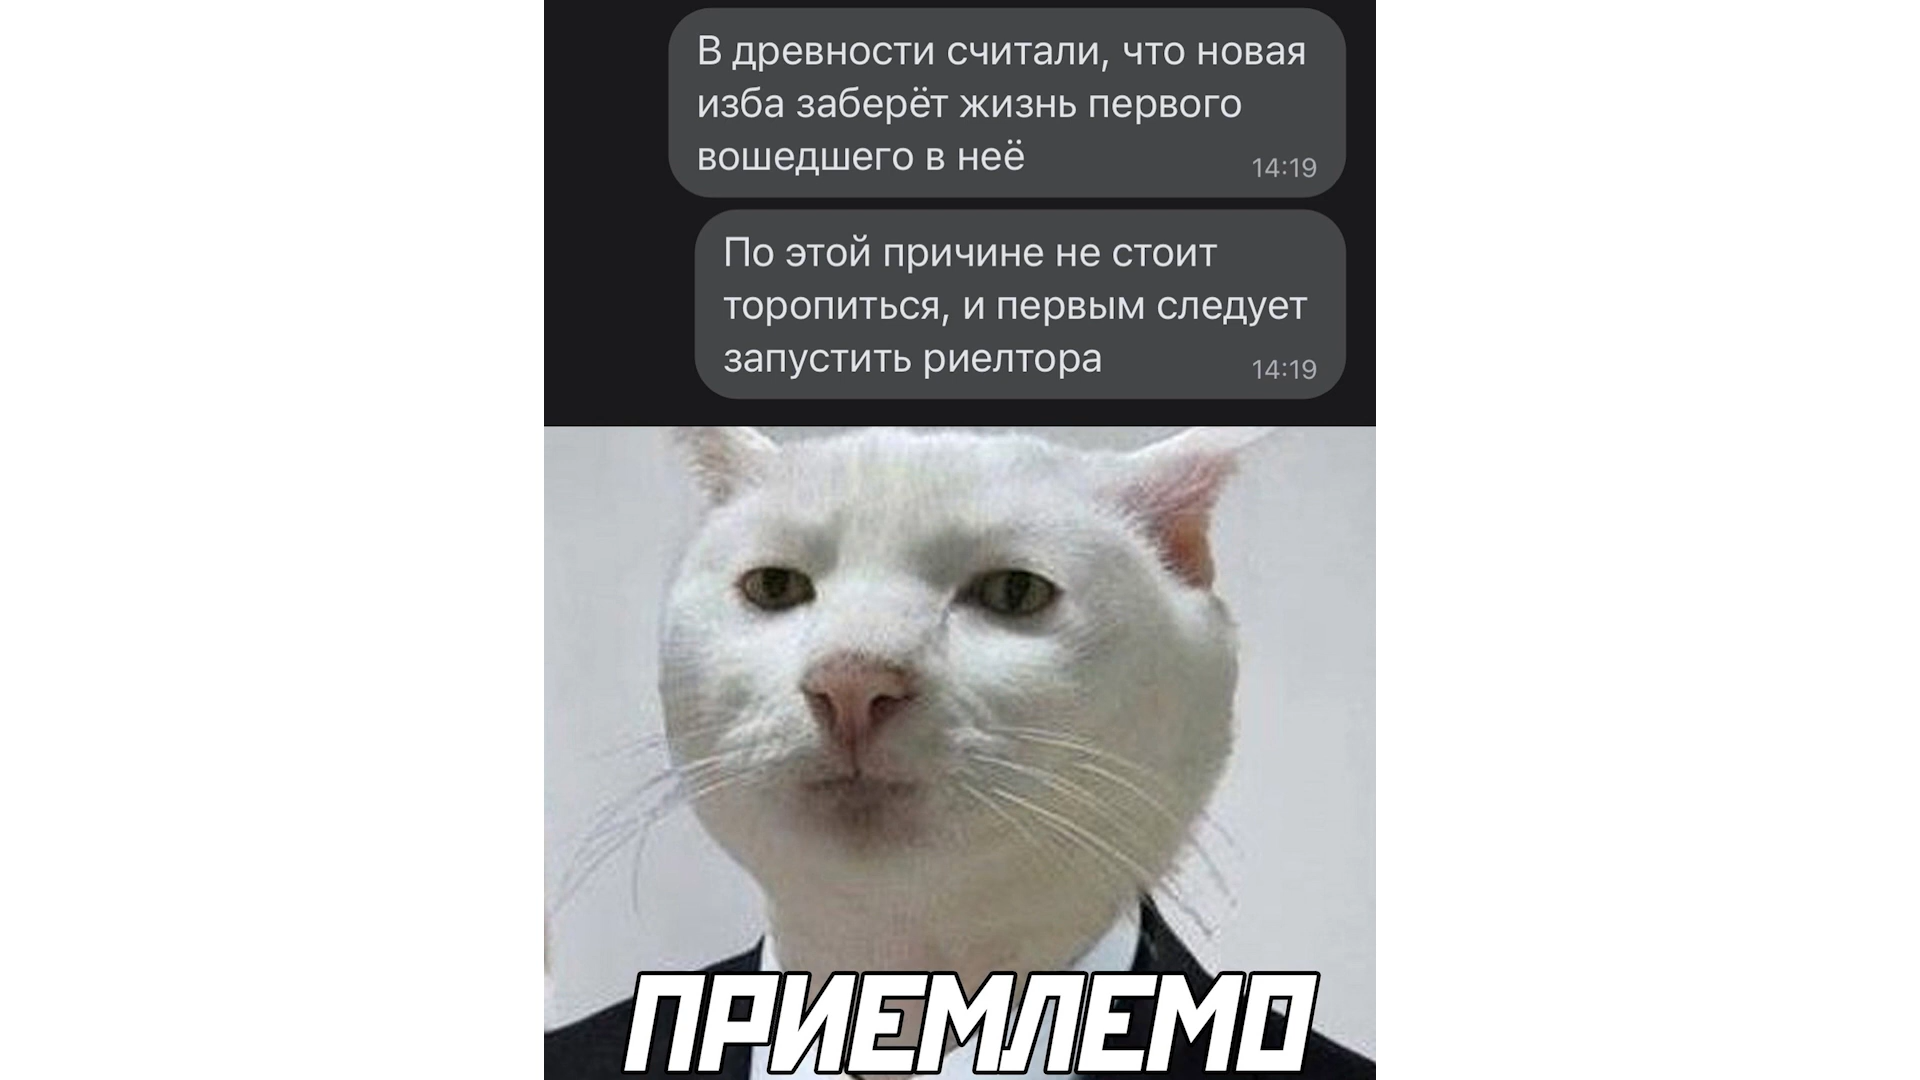 В древности считали, что новая
изба заберёт жизнь первого
вошедшего в неё
14:19
По этой причине не стоит
торопиться, и первым следует
запустить риелтора
14:19
ПРИЕМЛЕМО